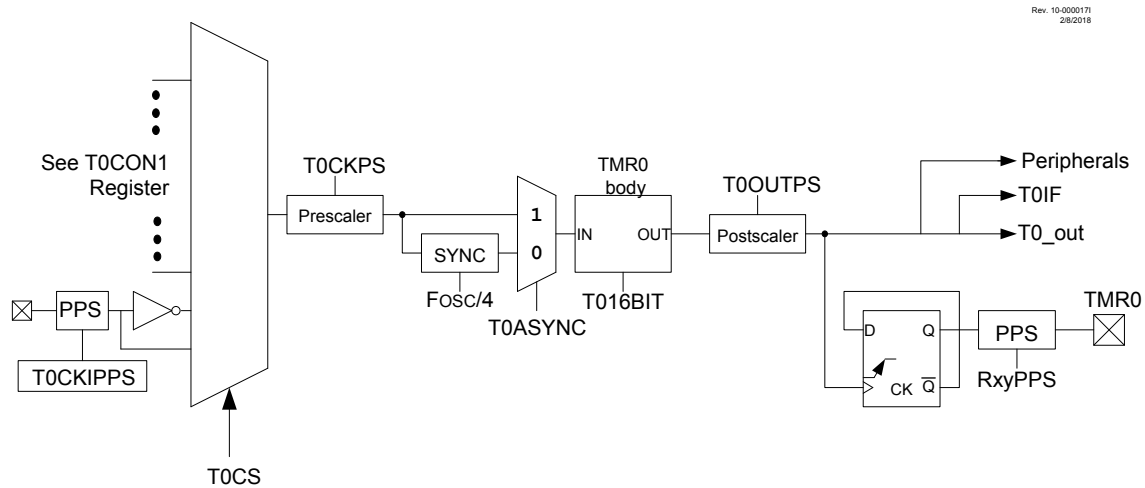 Rev. 10-000017I
2/8/2018
See T0CON1
Register
PPS
T0CKIPPS
T0CS
T0CKPS
Prescaler
SYNC
FOSC/4
1
0
T0ASYNC
TMR0
body
IN
OUT
T016BIT
T0OUTPS
Postscaler
Peripherals
T0IF
T0_out
D
Q
CK
Q
PPS
RxyPPS
TMR0